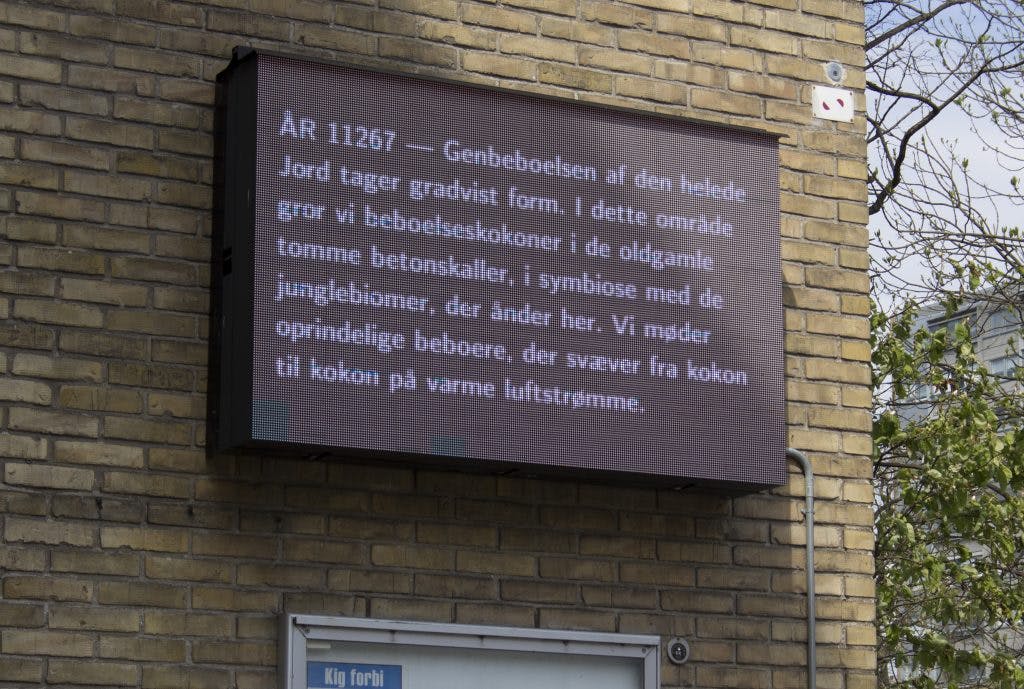 ÅR 11267 — Genbeboelsen af den helede
Jord tager gradvist form. I dette område
gror vi beboelseskokoner i de oldgamle
tomme betonskaller, i symbiose med de
junglebiomer, der ånder her. Vi møder
oprindelige beboere, der svæver fra kokon
til kokon på varme luftstrømme.
Kig forbi